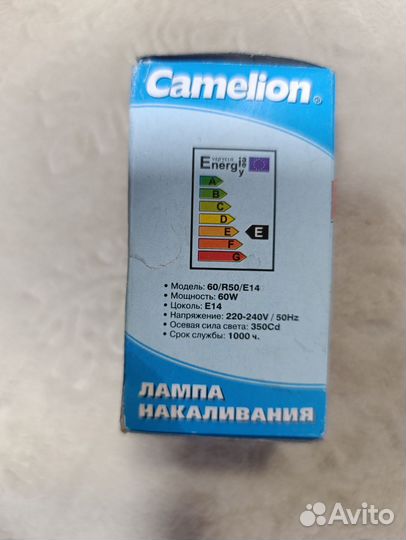 Camelion®
Energ
A
B
C
D
E
F
G
E
• Модель: 60/R50/E14
• Мощность: 60W
• Цоколь: E14
• Напряжение: 220-240V / 50Hz
• Осевая сила света: 350Cd
• Срок службы: 1000 ч.
ЛАМПА
НАКАЛИВАНИЯ
Avito